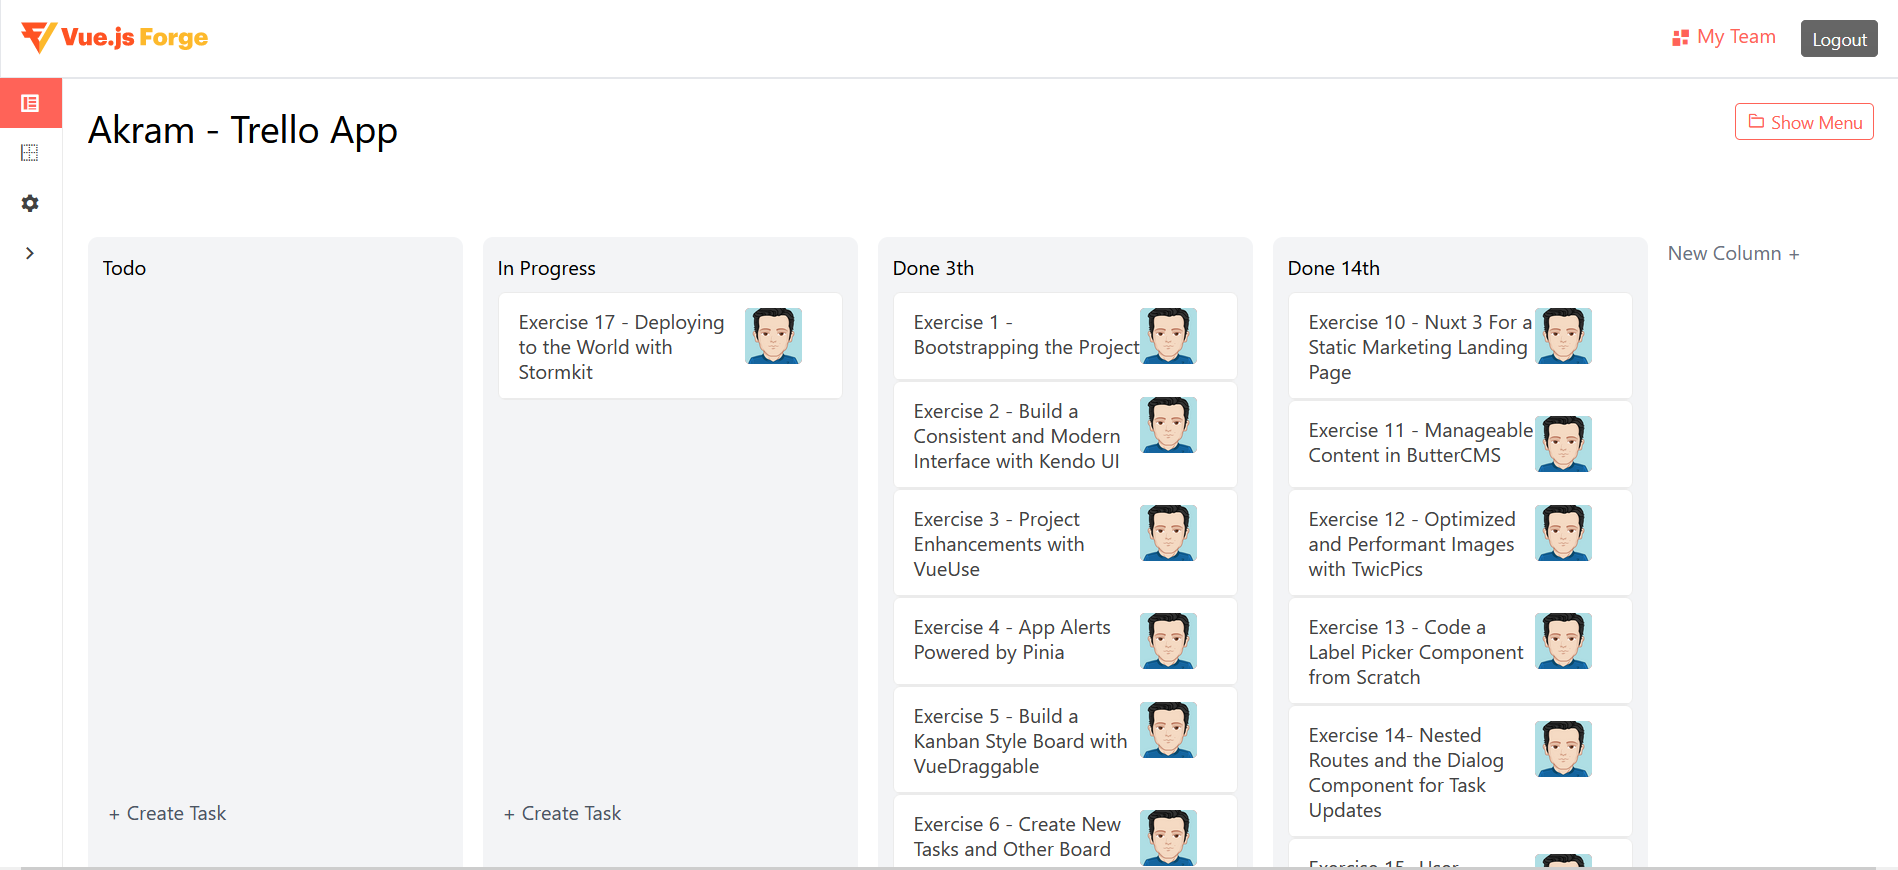 Vue.js Forge
My Team
Logout
Akram - Trello App
Show Menu
Todo
+ Create Task
In Progress
Exercise 17 - Deploying
to the World with
Stormkit
+ Create Task
Done 3th
Exercise 1 -
Bootstrapping the Project
Exercise 2 - Build a
Consistent and Modern
Interface with Kendo UI
Exercise 3 - Project
Enhancements with
VueUse
Exercise 4 - App Alerts
Powered by Pinia
Exercise 5 - Build a
Kanban Style Board with
VueDraggable
Exercise 6 - Create New
Tasks and Other Board
Done 14th
Exercise 10 - Nuxt 3 For a
Static Marketing Landing
Page
Exercise 11 - Manageable
Content in ButterCMS
Exercise 12 - Optimized
and Performant Images
with TwicPics
Exercise 13 - Code a
Label Picker Component
from Scratch
Exercise 14- Nested
Routes and the Dialog
Component for Task
Updates
Exercise 15- User
New Column +